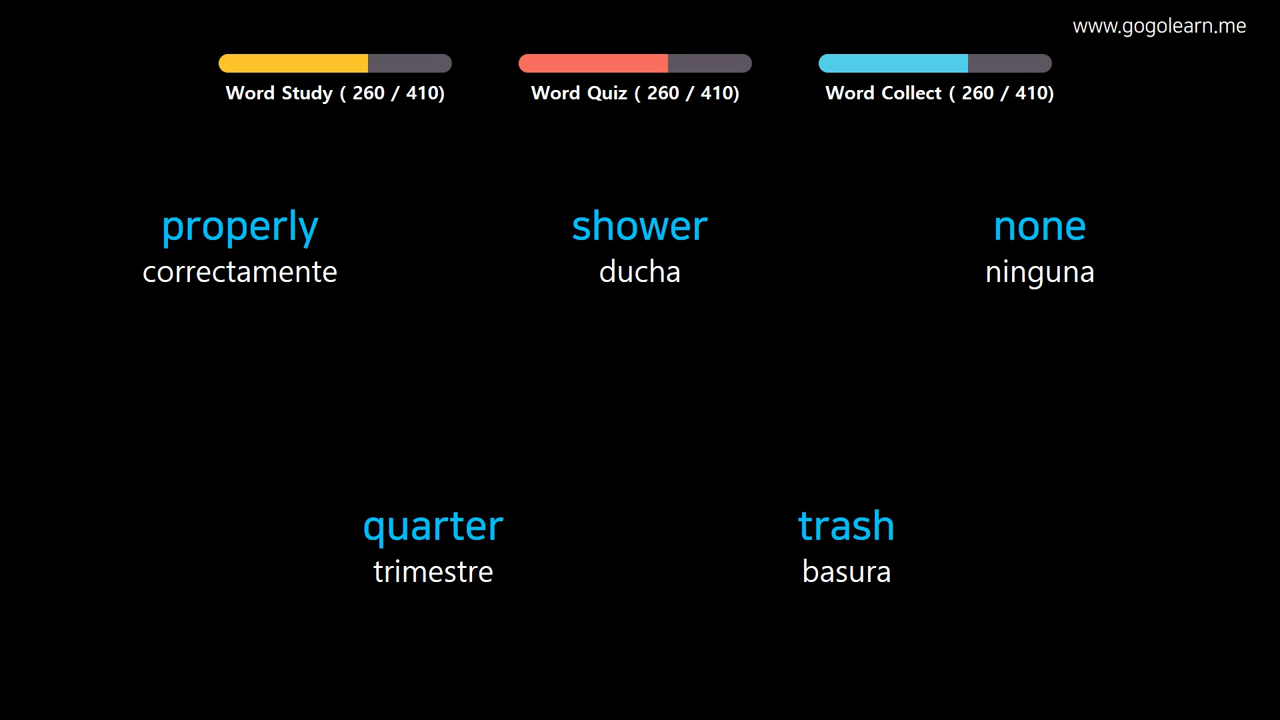 www.gogolearn.me
Word Study ( 260 / 410)
Word Quiz ( 260 / 410)
Word Collect ( 260 / 410)
properly
correctamente
shower
ducha
none
ninguna
quarter
trimestre
trash
basura